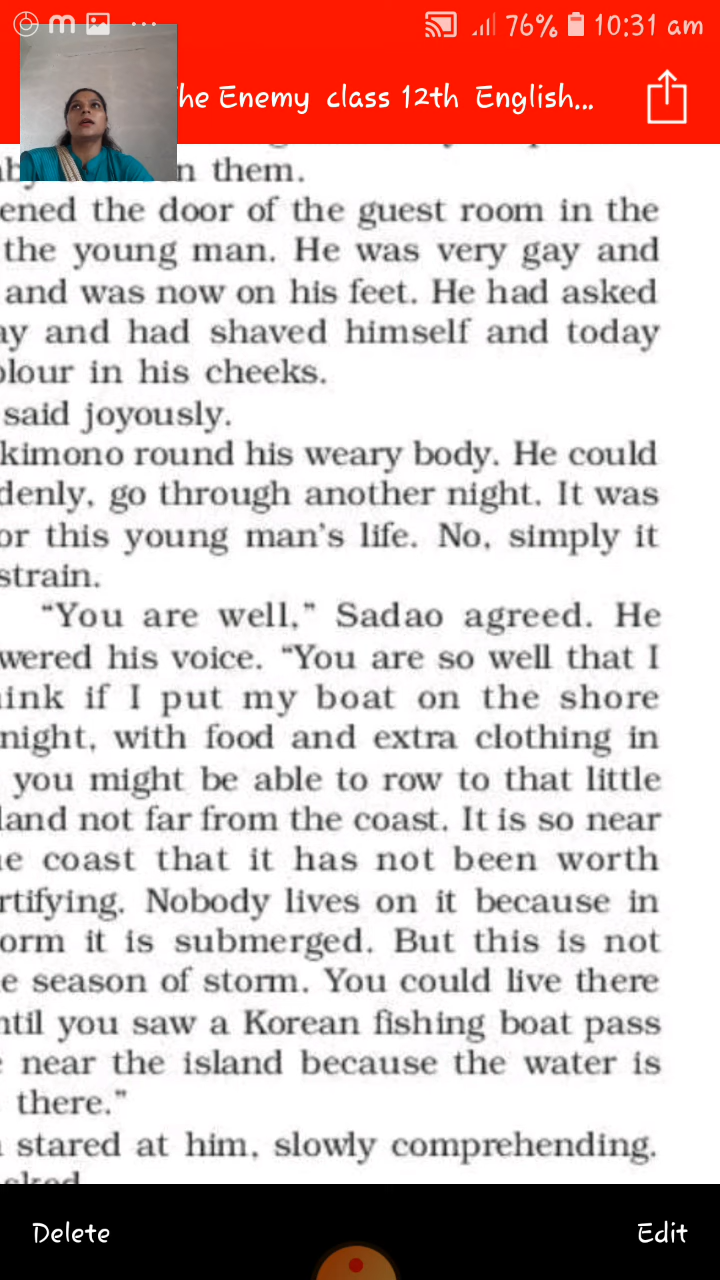 m ... 76% 10:31 am
he Enemy class 12th English...
n them.
ened the door of the guest room in the
the young man. He was very gay and
and was now on his feet. He had asked
ay and had shaved himself and today
olour in his cheeks.
said joyously.
kimono round his weary body. He could
denly, go through another night. It was
or this young man's life. No, simply it
strain.
“You are well,” Sadao agreed. He
wered his voice. “You are so well that I
ink if I put my boat on the shore
night, with food and extra clothing in
you might be able to row to that little
land not far from the coast. It is so near
e coast that it has not been worth
rtifying. Nobody lives on it because in
orm it is submerged. But this is not
e season of storm. You could live there
ntil you saw a Korean fishing boat pass
near the island because the water is
there.”
stared at him, slowly comprehending.
Delete Edit